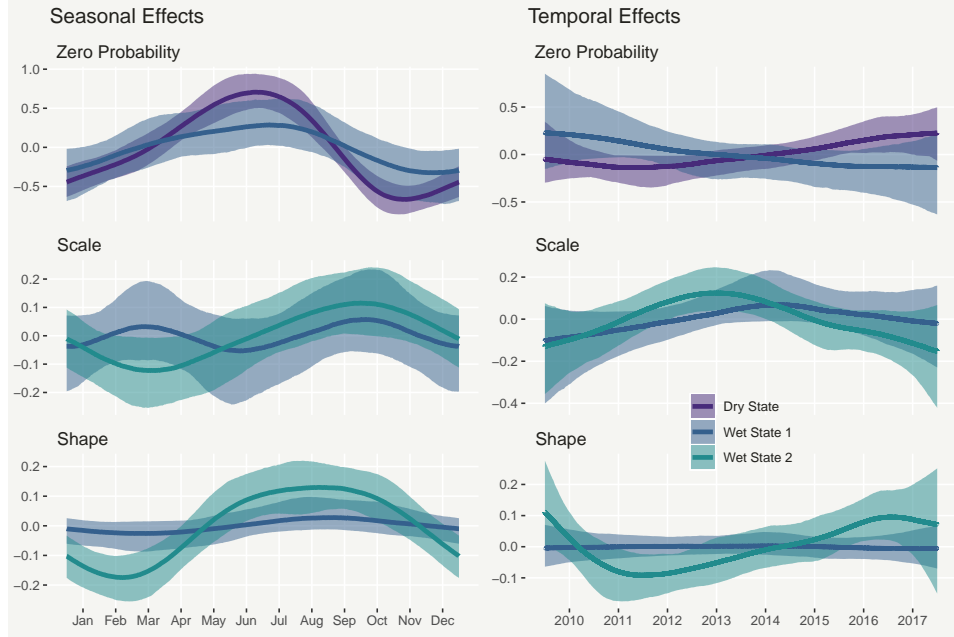 Seasonal Effects
Temporal Effects
Zero Probability
Zero Probability
1.0
0.5
0.0
−0.5
0.5
0.0
−0.5
Scale
Scale
0.2
0.1
0.0
−0.1
−0.2
0.2
0.0
−0.2
−0.4
Dry State
Wet State 1
Wet State 2
Shape
Shape
0.2
0.1
0.0
−0.1
−0.2
0.2
0.1
0.0
−0.1
Jan Feb Mar Apr May Jun Jul Aug Sep Oct Nov Dec
2010 2011 2012 2013 2014 2015 2016 2017